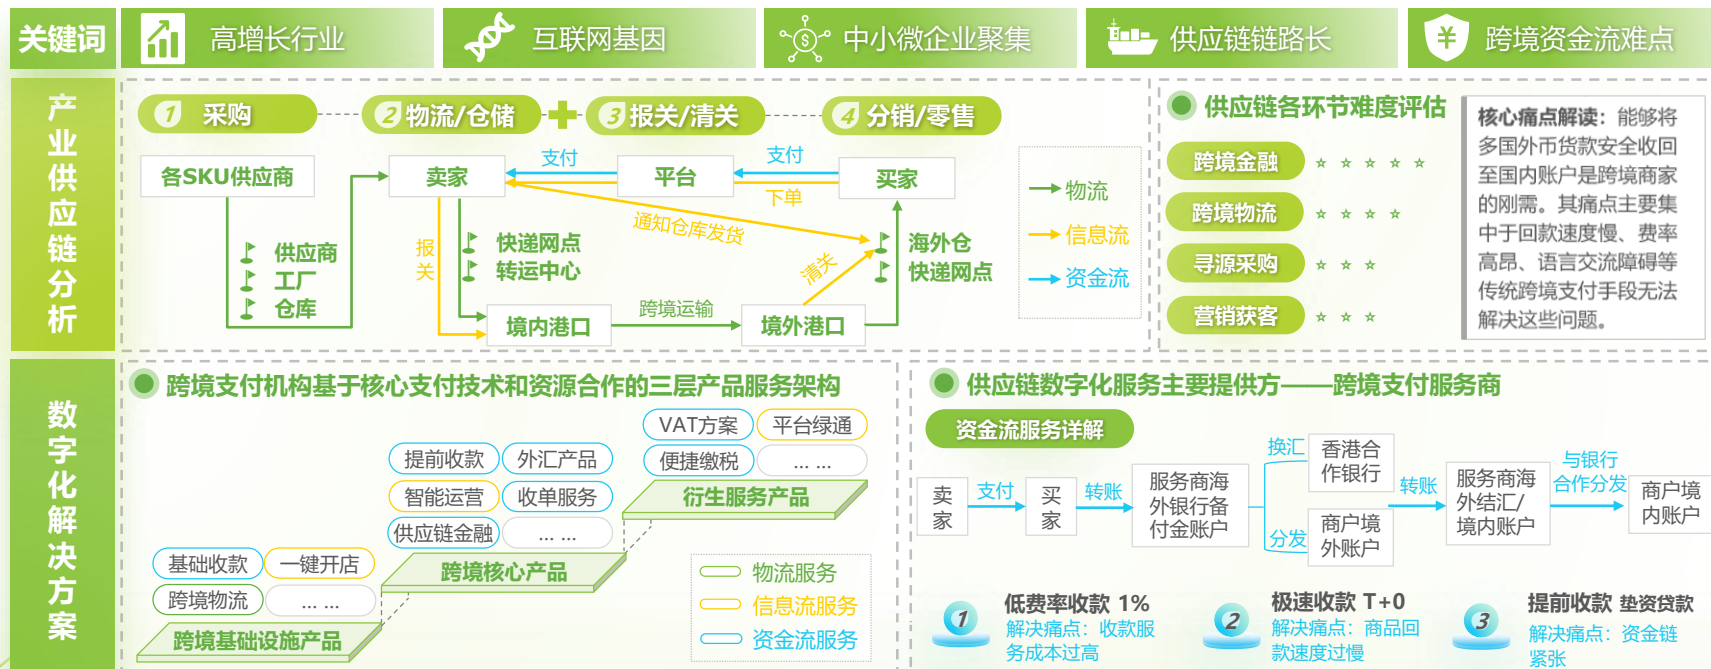 关键词
高增长行业
互联网基因
中小微企业聚集
供应链链路长
¥
跨境资金流难点
产业供应链分析
1 采购
2 物流/仓储
3 报关/清关
4 分销/零售
各SKU供应商
卖家
支付
平台
支付
买家
下单
通知仓库发货
供应商
工厂
仓库
报关
快递网点
转运中心
清关
海外仓
快递网点
境内港口
跨境运输
境外港口
物流
信息流
资金流
供应链各环节难度评估
跨境金融
跨境物流
寻源采购
营销获客
核心痛点解读：能够将
多国外币货款安全收回
至国内账户是跨境商家
的刚需。其痛点主要集
中于回款速度慢、费率
高昂、语言交流障碍等
传统跨境支付手段无法
解决这些问题。
数字化解决方案
跨境支付机构基于核心支付技术和资源合作的三层产品服务架构
VAT方案
平台绿通
便捷缴税
... ...
衍生服务产品
提前收款
外汇产品
智能运营
收单服务
供应链金融
... ...
跨境核心产品
基础收款
一键开店
跨境物流
... ...
跨境基础设施产品
物流服务
信息流服务
资金流服务
供应链数字化服务主要提供方——跨境支付服务商
资金流服务详解
卖家
支付
买家
转账
服务商海
外银行备
付金账户
换汇
香港合
作银行
分发
商户境
外账户
转账
服务商海
外结汇/
境内账户
与银行
合作分发
商户境
内账户
1
低费率收款 1%
解决痛点：收款服
务成本过高
2
极速收款 T+0
解决痛点：商品回
款速度过慢
3
提前收款 垫资贷款
解决痛点：资金链
紧张